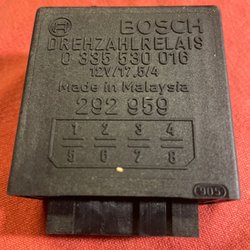 BOSCH
DREHZAHLRELAIS
0 335 530 016
12V/17,5/4
Made in Malaysia
292 959
1 2 3 4
5 6 7 8
905